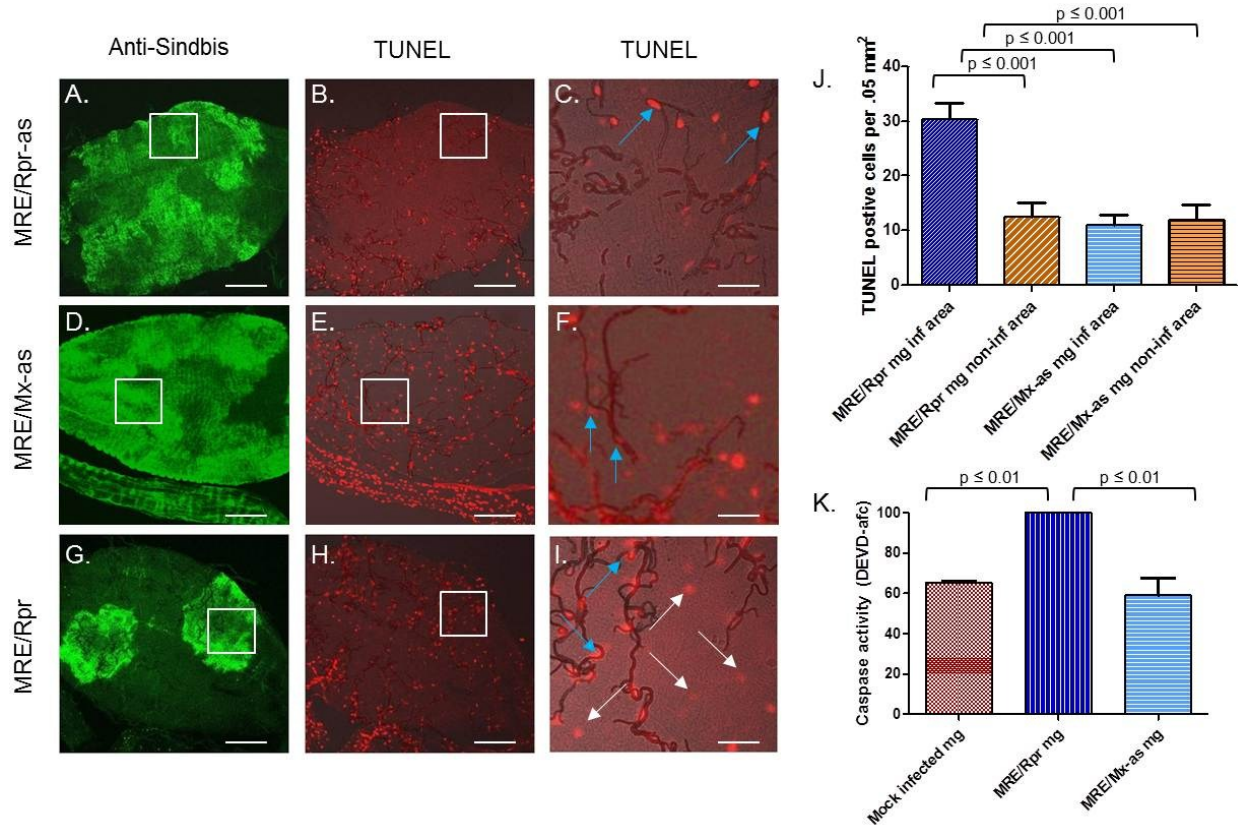 Anti-Sindbis
TUNEL
TUNEL
MRE/Rpr-as
A.
B.
C.
MRE/Mx-as
D.
E.
F.
MRE/Rpr
G.
H.
I.
J.
p ≤ 0.001
p ≤ 0.001
p ≤ 0.001
TUNEL postive cells per .05 mm²
40
30
20
10
0
MRE/Rpr mg inf area
MRE/Rpr mg non-inf area
MRE/Mx-as mg inf area
MRE/Mx-as mg non-inf area
K.
p ≤ 0.01
p ≤ 0.01
Caspase activity (DEVD-afc)
100
80
60
40
20
0
Mock infected mg
MRE/Rpr mg
MRE/Mx-as mg